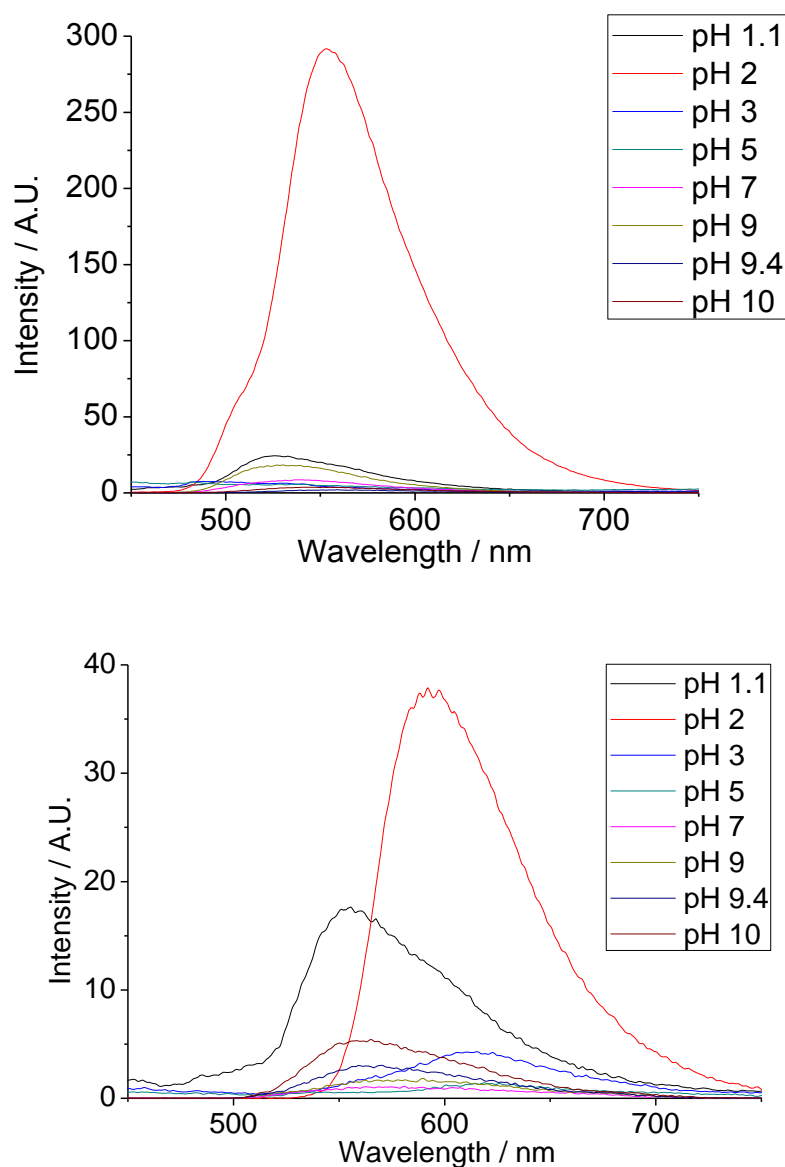 300
250
200
150
100
50
0
Intensity / A.U.
500
600
700
Wavelength / nm
pH 1.1
pH 2
pH 3
pH 5
pH 7
pH 9
pH 9.4
pH 10
40
30
20
10
0
Intensity / A.U.
500
600
700
Wavelength / nm
pH 1.1
pH 2
pH 3
pH 5
pH 7
pH 9
pH 9.4
pH 10